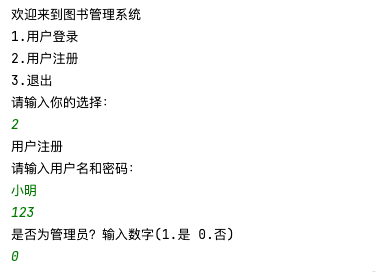 欢迎来到图书管理系统
1.用户登录
2.用户注册
3.退出
请输入你的选择：
2
用户注册
请输入用户名和密码：
小明
123
是否为管理员？输入数字(1.是 0.否)
0